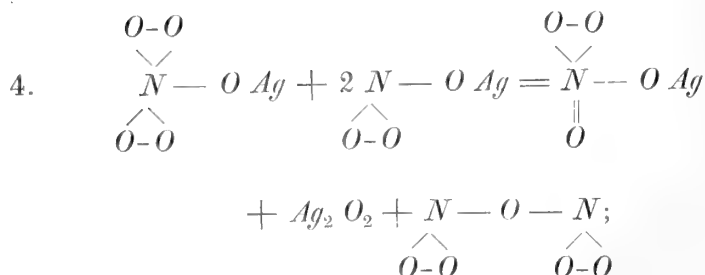 O-O O-O
4. N — O Ag + 2 N — O Ag = N -- O Ag
O-O O-O O
+ Ag₂ O₂ + N — O — N;
O-O O-O